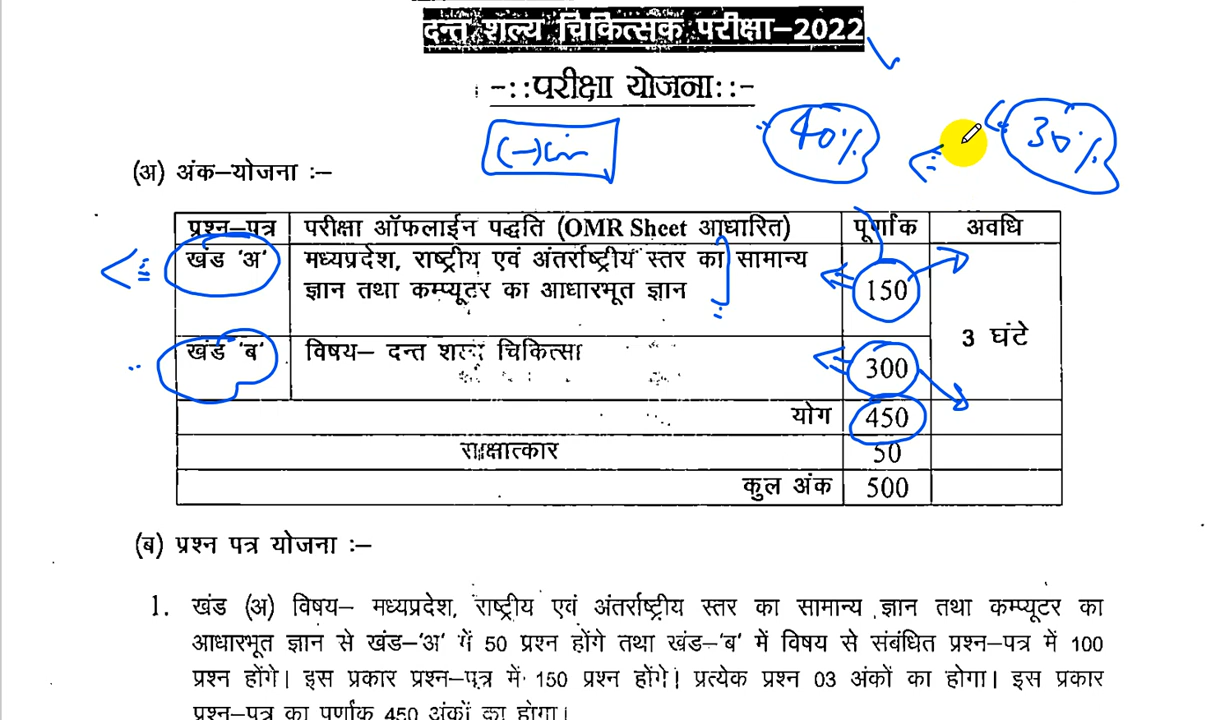 दन्त शल्य चिकित्सक परीक्षा–2022
-::परीक्षा योजना::-
40%
30%
(अ) अंक–योजना :–
प्रश्न–पत्र परीक्षा ऑफलाईन पद्धति (OMR Sheet आधारित) पूर्णांक अवधि
खंड 'अ' मध्यप्रदेश, राष्ट्रीय एवं अंतर्राष्ट्रीय स्तर का सामान्य
ज्ञान तथा कम्प्यूटर का आधारभूत ज्ञान 150
3 घंटे
खंड 'ब' विषय– दन्त शल्य चिकित्सा 300
योग 450
साक्षात्कार 50
कुल अंक 500
(ब) प्रश्न पत्र योजना :–
1. खंड (अ) विषय– मध्यप्रदेश, राष्ट्रीय एवं अंतर्राष्ट्रीय स्तर का सामान्य ज्ञान तथा कम्प्यूटर का
आधारभूत ज्ञान से खंड–'अ' में 50 प्रश्न होंगे तथा खंड–'ब' में विषय से संबंधित प्रश्न–पत्र में 100
प्रश्न होंगे। इस प्रकार प्रश्न–पत्र में 150 प्रश्न होंगे। प्रत्येक प्रश्न 03 अंकों का होगा। इस प्रकार
प्रश्न–पत्र का पूर्णांक 450 अंकों का होगा।